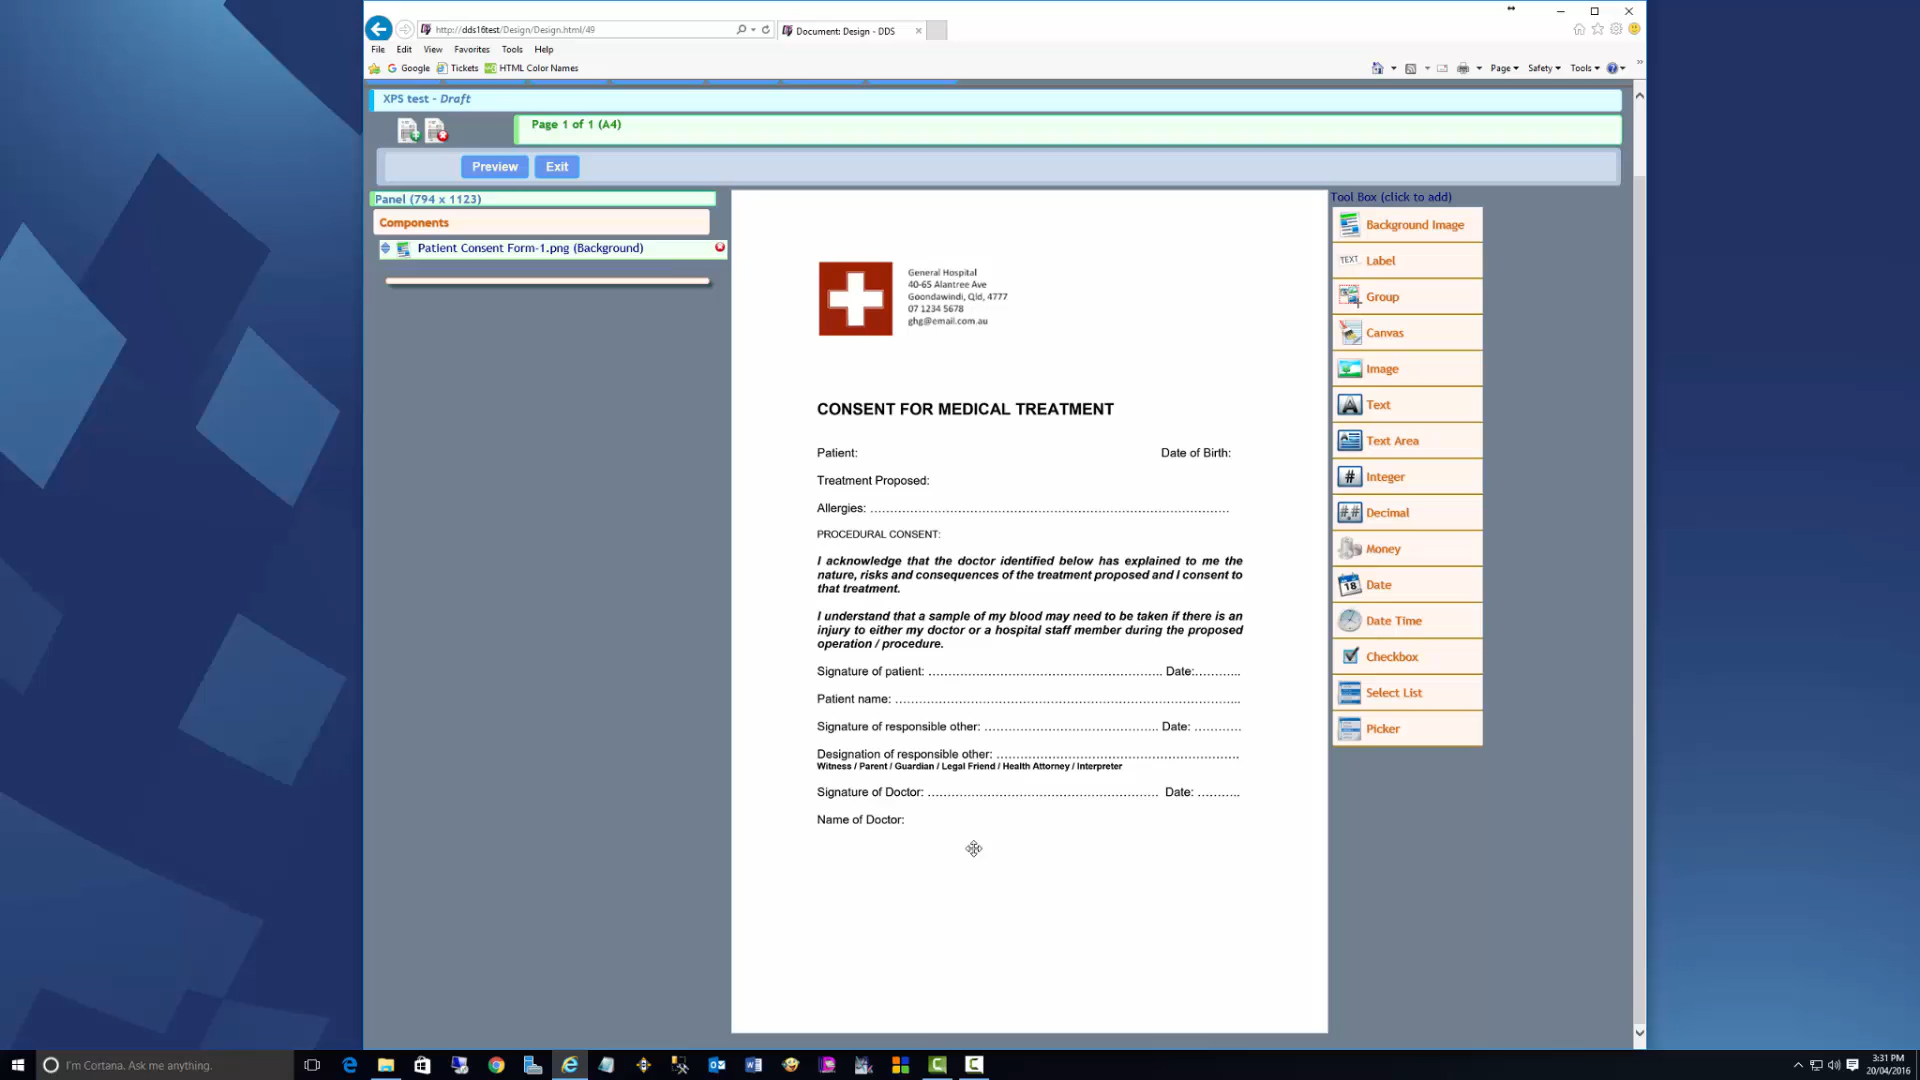 http://dds16test/Design/Design.html/49
Document: Design - DDS
File Edit View Favorites Tools Help
Google Tickets HTML Color Names
Page Safety Tools
XPS test - Draft
Page 1 of 1 (A4)
Preview Exit
Panel (794 x 1123)
Components
Patient Consent Form-1.png (Background)
General Hospital
40-65 Alantree Ave
Goondawindi, Qld, 4777
07 1234 5678
ghg@email.com.au
CONSENT FOR MEDICAL TREATMENT
Patient: Date of Birth:
Treatment Proposed:
Allergies: ..........................................................................................
PROCEDURAL CONSENT:
I acknowledge that the doctor identified below has explained to me the
nature, risks and consequences of the treatment proposed and I consent to
that treatment.
I understand that a sample of my blood may need to be taken if there is an
injury to either my doctor or a hospital staff member during the proposed
operation / procedure.
Signature of patient: .......................................................... Date:...........
Patient name: ......................................................................................
Signature of responsible other: ........................................... Date: ............
Designation of responsible other: .............................................................
Witness / Parent / Guardian / Legal Friend / Health Attorney / Interpreter
Signature of Doctor: .......................................................... Date: ...........
Name of Doctor:
Tool Box (click to add)
Background Image
TEXT Label
Group
Canvas
Image
A Text
Text Area
# Integer
#.# Decimal
Money
18 Date
Date Time
Checkbox
Select List
Picker
I'm Cortana. Ask me anything.
3:31 PM
20/04/2016